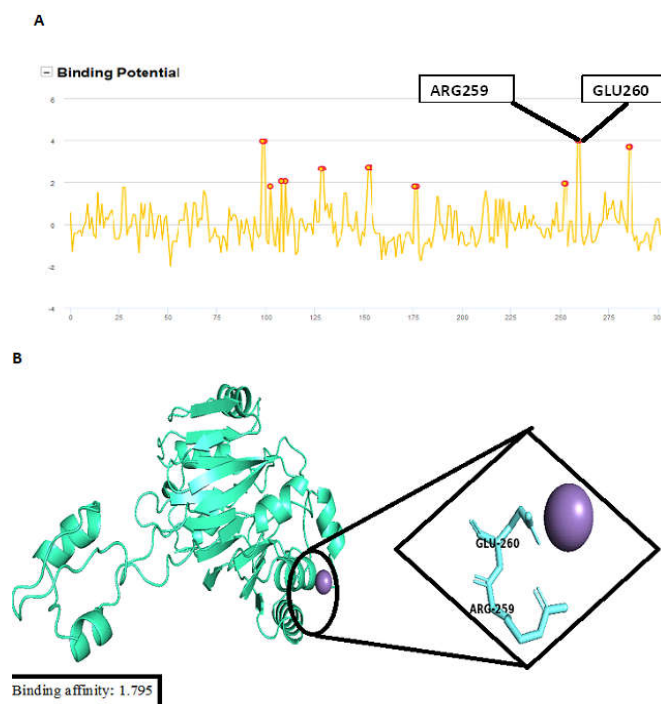 A
Binding Potential
ARG259
GLU260
6
4
2
0
-2
-4
0 25 50 75 100 125 150 175 200 225 250 275 300
B
GLU-260
ARG-259
Binding affinity: 1.795